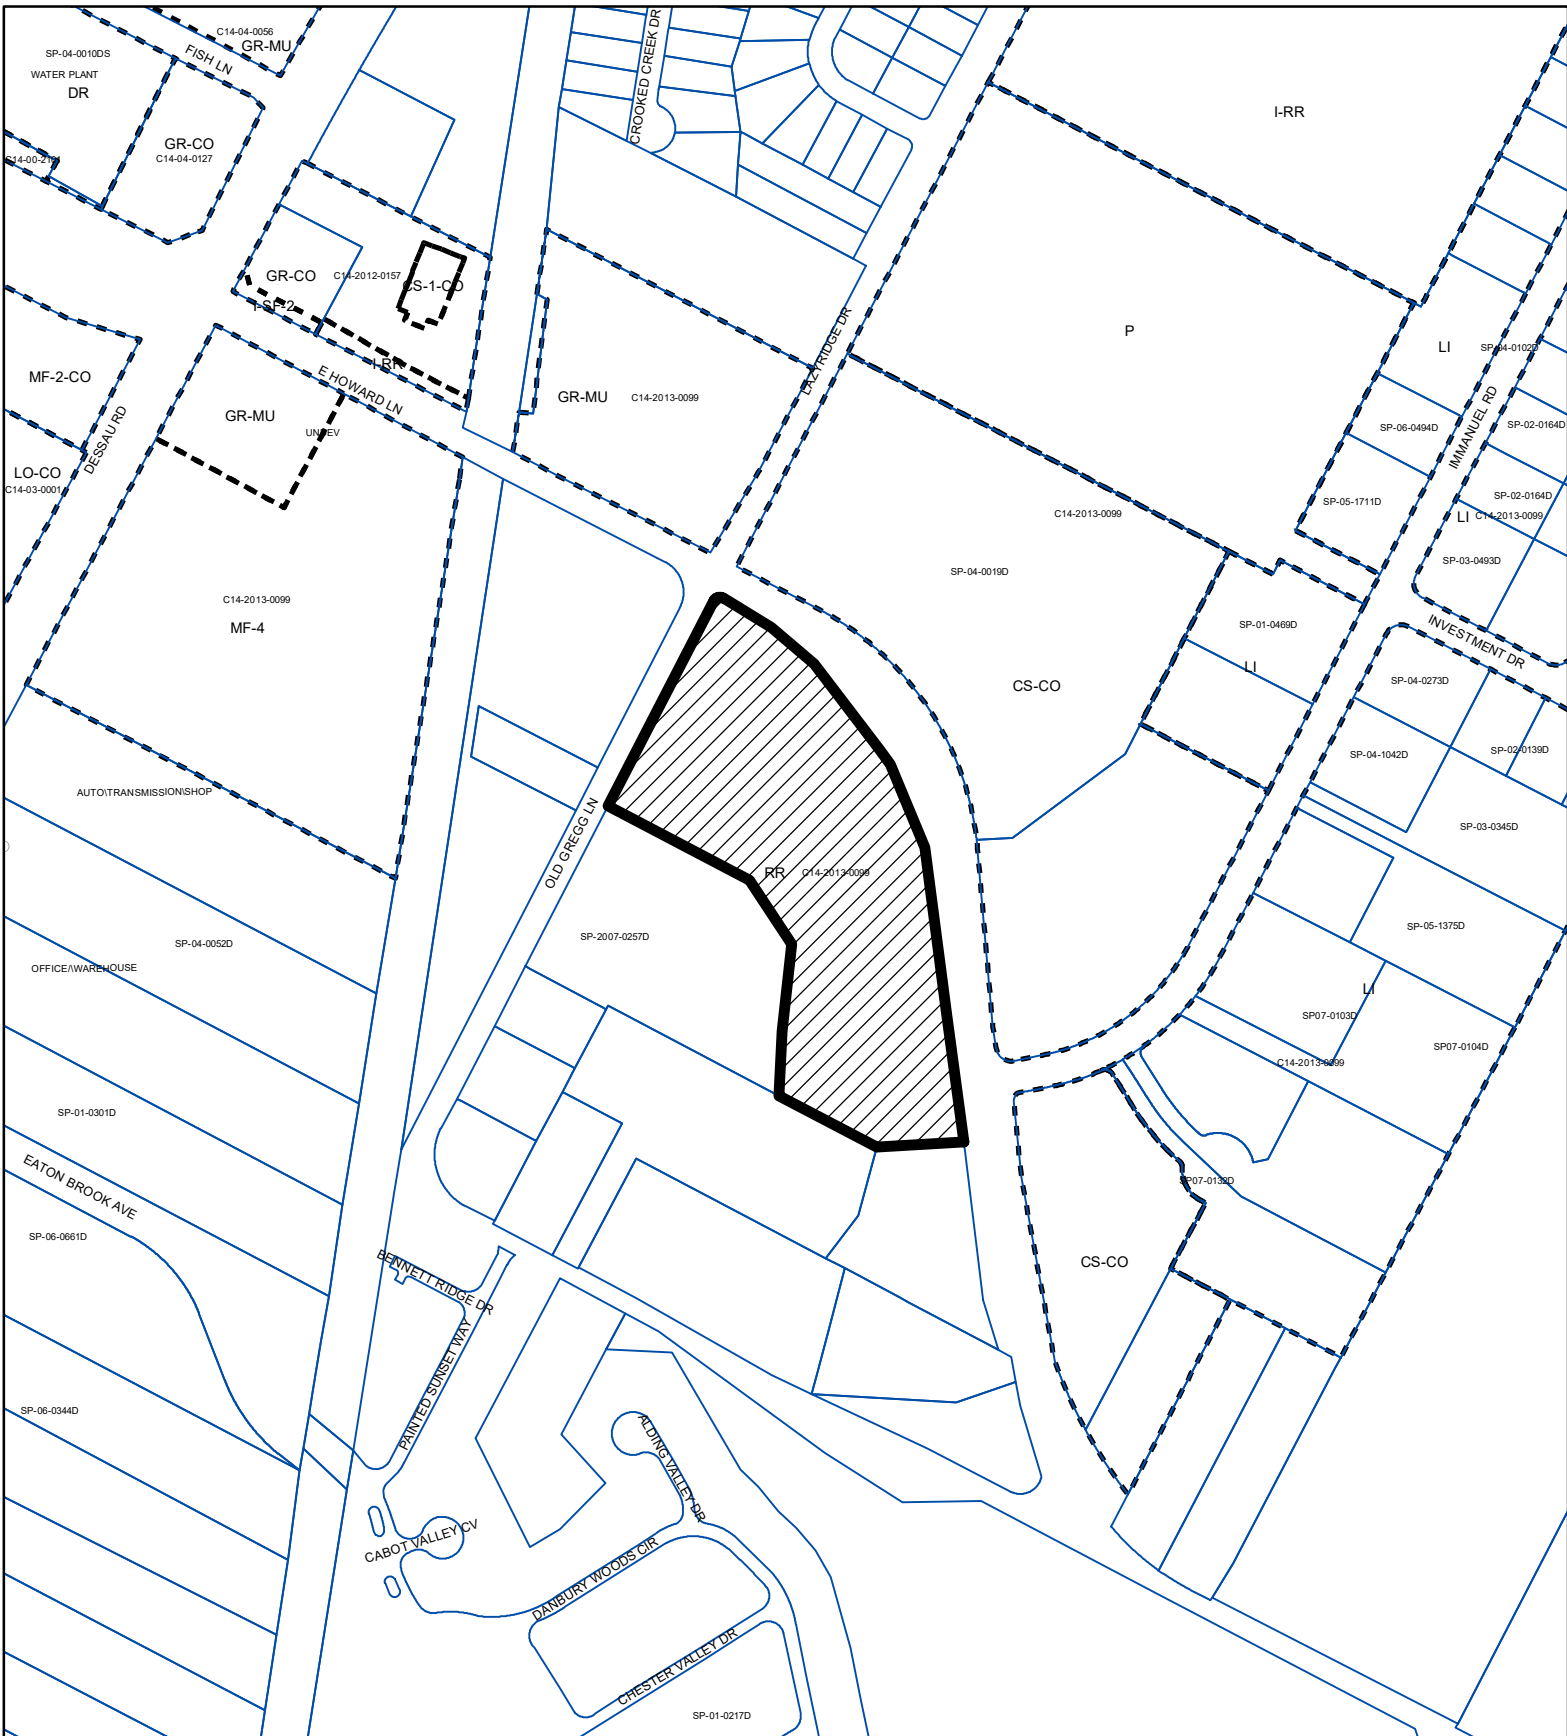 C14-04-0056
GR-MU
SP-04-0010DS
WATER PLANT
DR
FISH LN
CROOKED CREEK DR
I-RR
GR-CO
C14-04-0127
GR-CO
C14-2012-0157
CS-1-CO
I-SF-2
I-RR
E HOWARD LN
LAZYRIDGE DR
P
LI
SP-04-0102D
MF-2-CO
GR-MU
C14-2013-0099
GR-MU
UNDEV
DESSAU RD
SP-06-0494D
IMMANUEL RD
SP-02-0164D
LO-CO
C14-03-0001
SP-05-1711D
SP-02-0164D
LI
C14-2013-0099
C14-2013-0099
SP-03-0493D
SP-04-0019D
C14-2013-0099
MF-4
SP-01-0469D
INVESTMENT DR
LI
CS-CO
SP-04-0273D
SP-04-1042D
SP-02-0139D
AUTO\TRANSMISSION\SHOP
SP-03-0345D
OLD GREGG LN
RR
C14-2013-0099
SP-2007-0257D
SP-04-0052D
SP-05-1375D
OFFICE/\WAREHOUSE
LI
SP07-0103D
SP07-0104D
C14-2013-0099
SP-01-0301D
EATON BROOK AVE
SP07-0132D
SP-06-0661D
BENNETT RIDGE DR
CS-CO
PAINTED SUNSET WAY
SP-06-0344D
ALDING VALLEY DR
CABOT VALLEY CV
DANBURY WOODS CIR
CHESTER VALLEY DR
SP-01-0217D